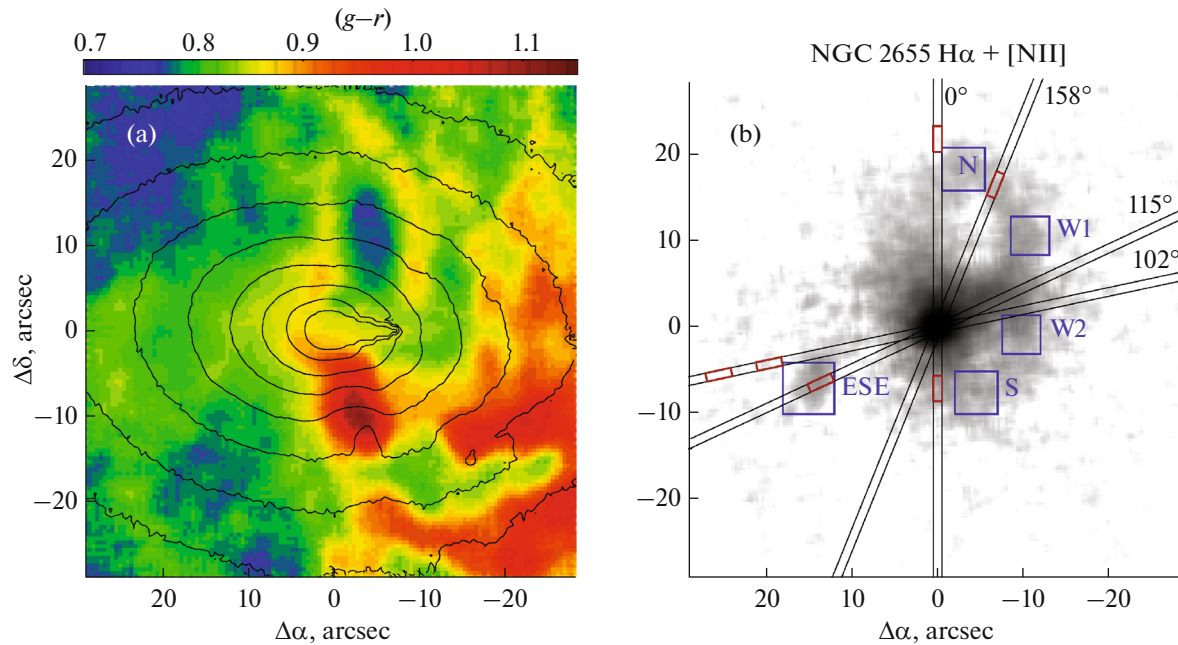 (g–r)
0.7 0.8 0.9 1.0 1.1
(a)
20
10
0
–10
–20
Δδ, arcsec
20 10 0 –10 –20
Δα, arcsec
NGC 2655 Hα + [NII]
(b)
0° 158°
115°
102°
N
W1
W2
ESE
S
20
10
0
–10
–20
20 10 0 –10 –20
Δα, arcsec